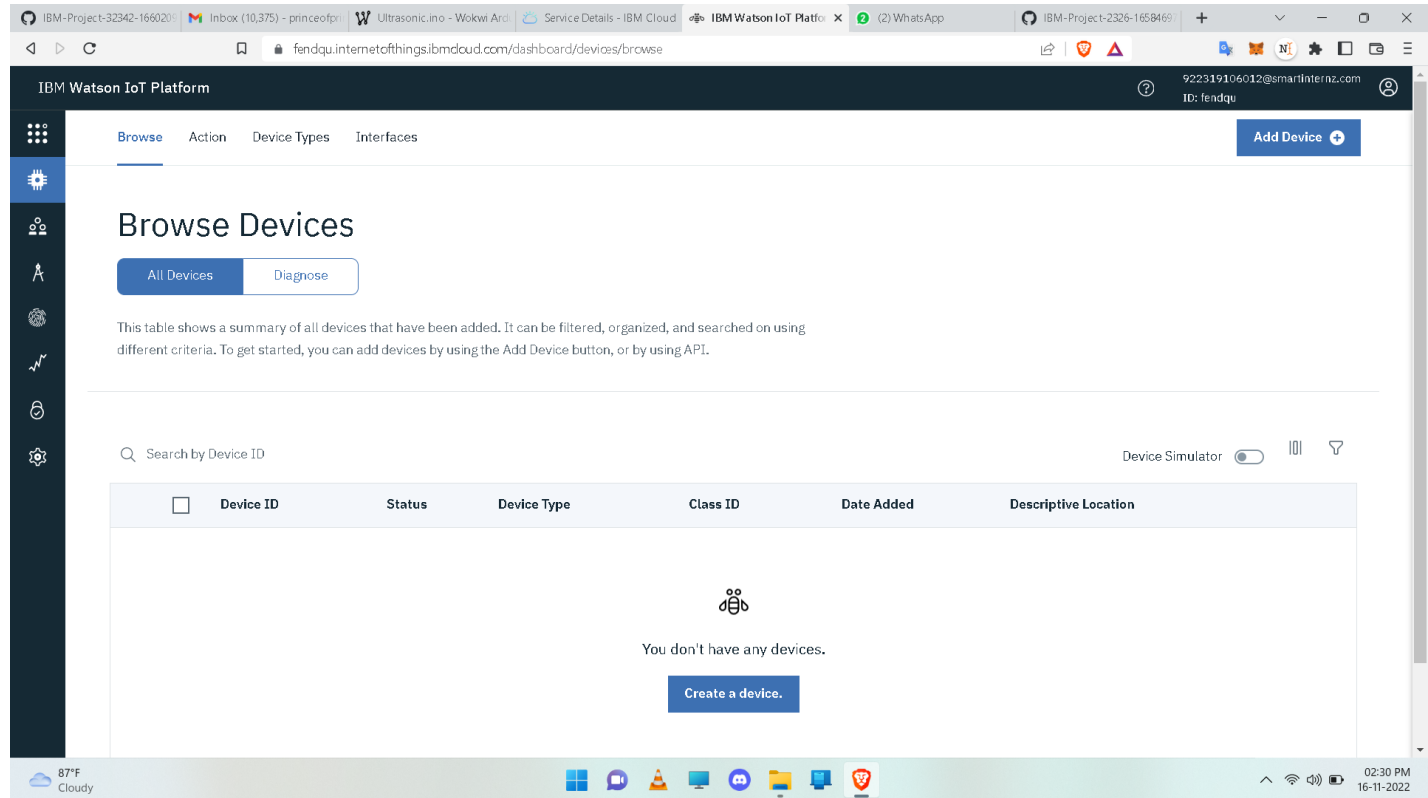 IBM-Project-32342-1660209
Inbox (10,375) - princeofpri
Ultrasonic.ino - Wokwi Ard
Service Details - IBM Cloud
IBM Watson IoT Platfor
(2) WhatsApp
IBM-Project-2326-1658469
fendqu.internetofthings.ibmcloud.com/dashboard/devices/browse
IBM Watson IoT Platform
922319106012@smartinternz.com
ID: fendqu
Browse Action Device Types Interfaces
Add Device
Browse Devices
All Devices Diagnose
This table shows a summary of all devices that have been added. It can be filtered, organized, and searched on using
different criteria. To get started, you can add devices by using the Add Device button, or by using API.
Search by Device ID
Device Simulator
Device ID Status Device Type Class ID Date Added Descriptive Location
You don't have any devices.
Create a device.
87°F
Cloudy
02:30 PM
16-11-2022